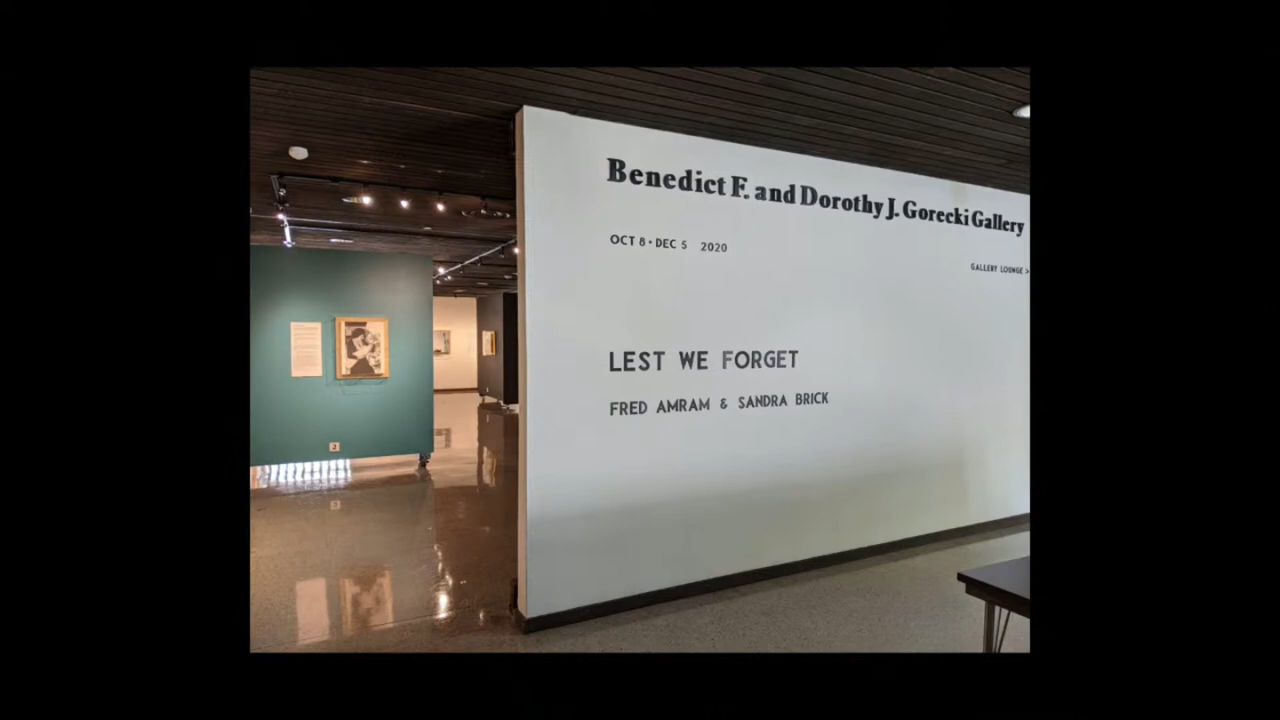 Benedict F. and Dorothy J. Gorecki Gallery
OCT 8 • DEC 5 2020
GALLERY LOUNGE >
LEST WE FORGET
FRED AMRAM & SANDRA BRICK